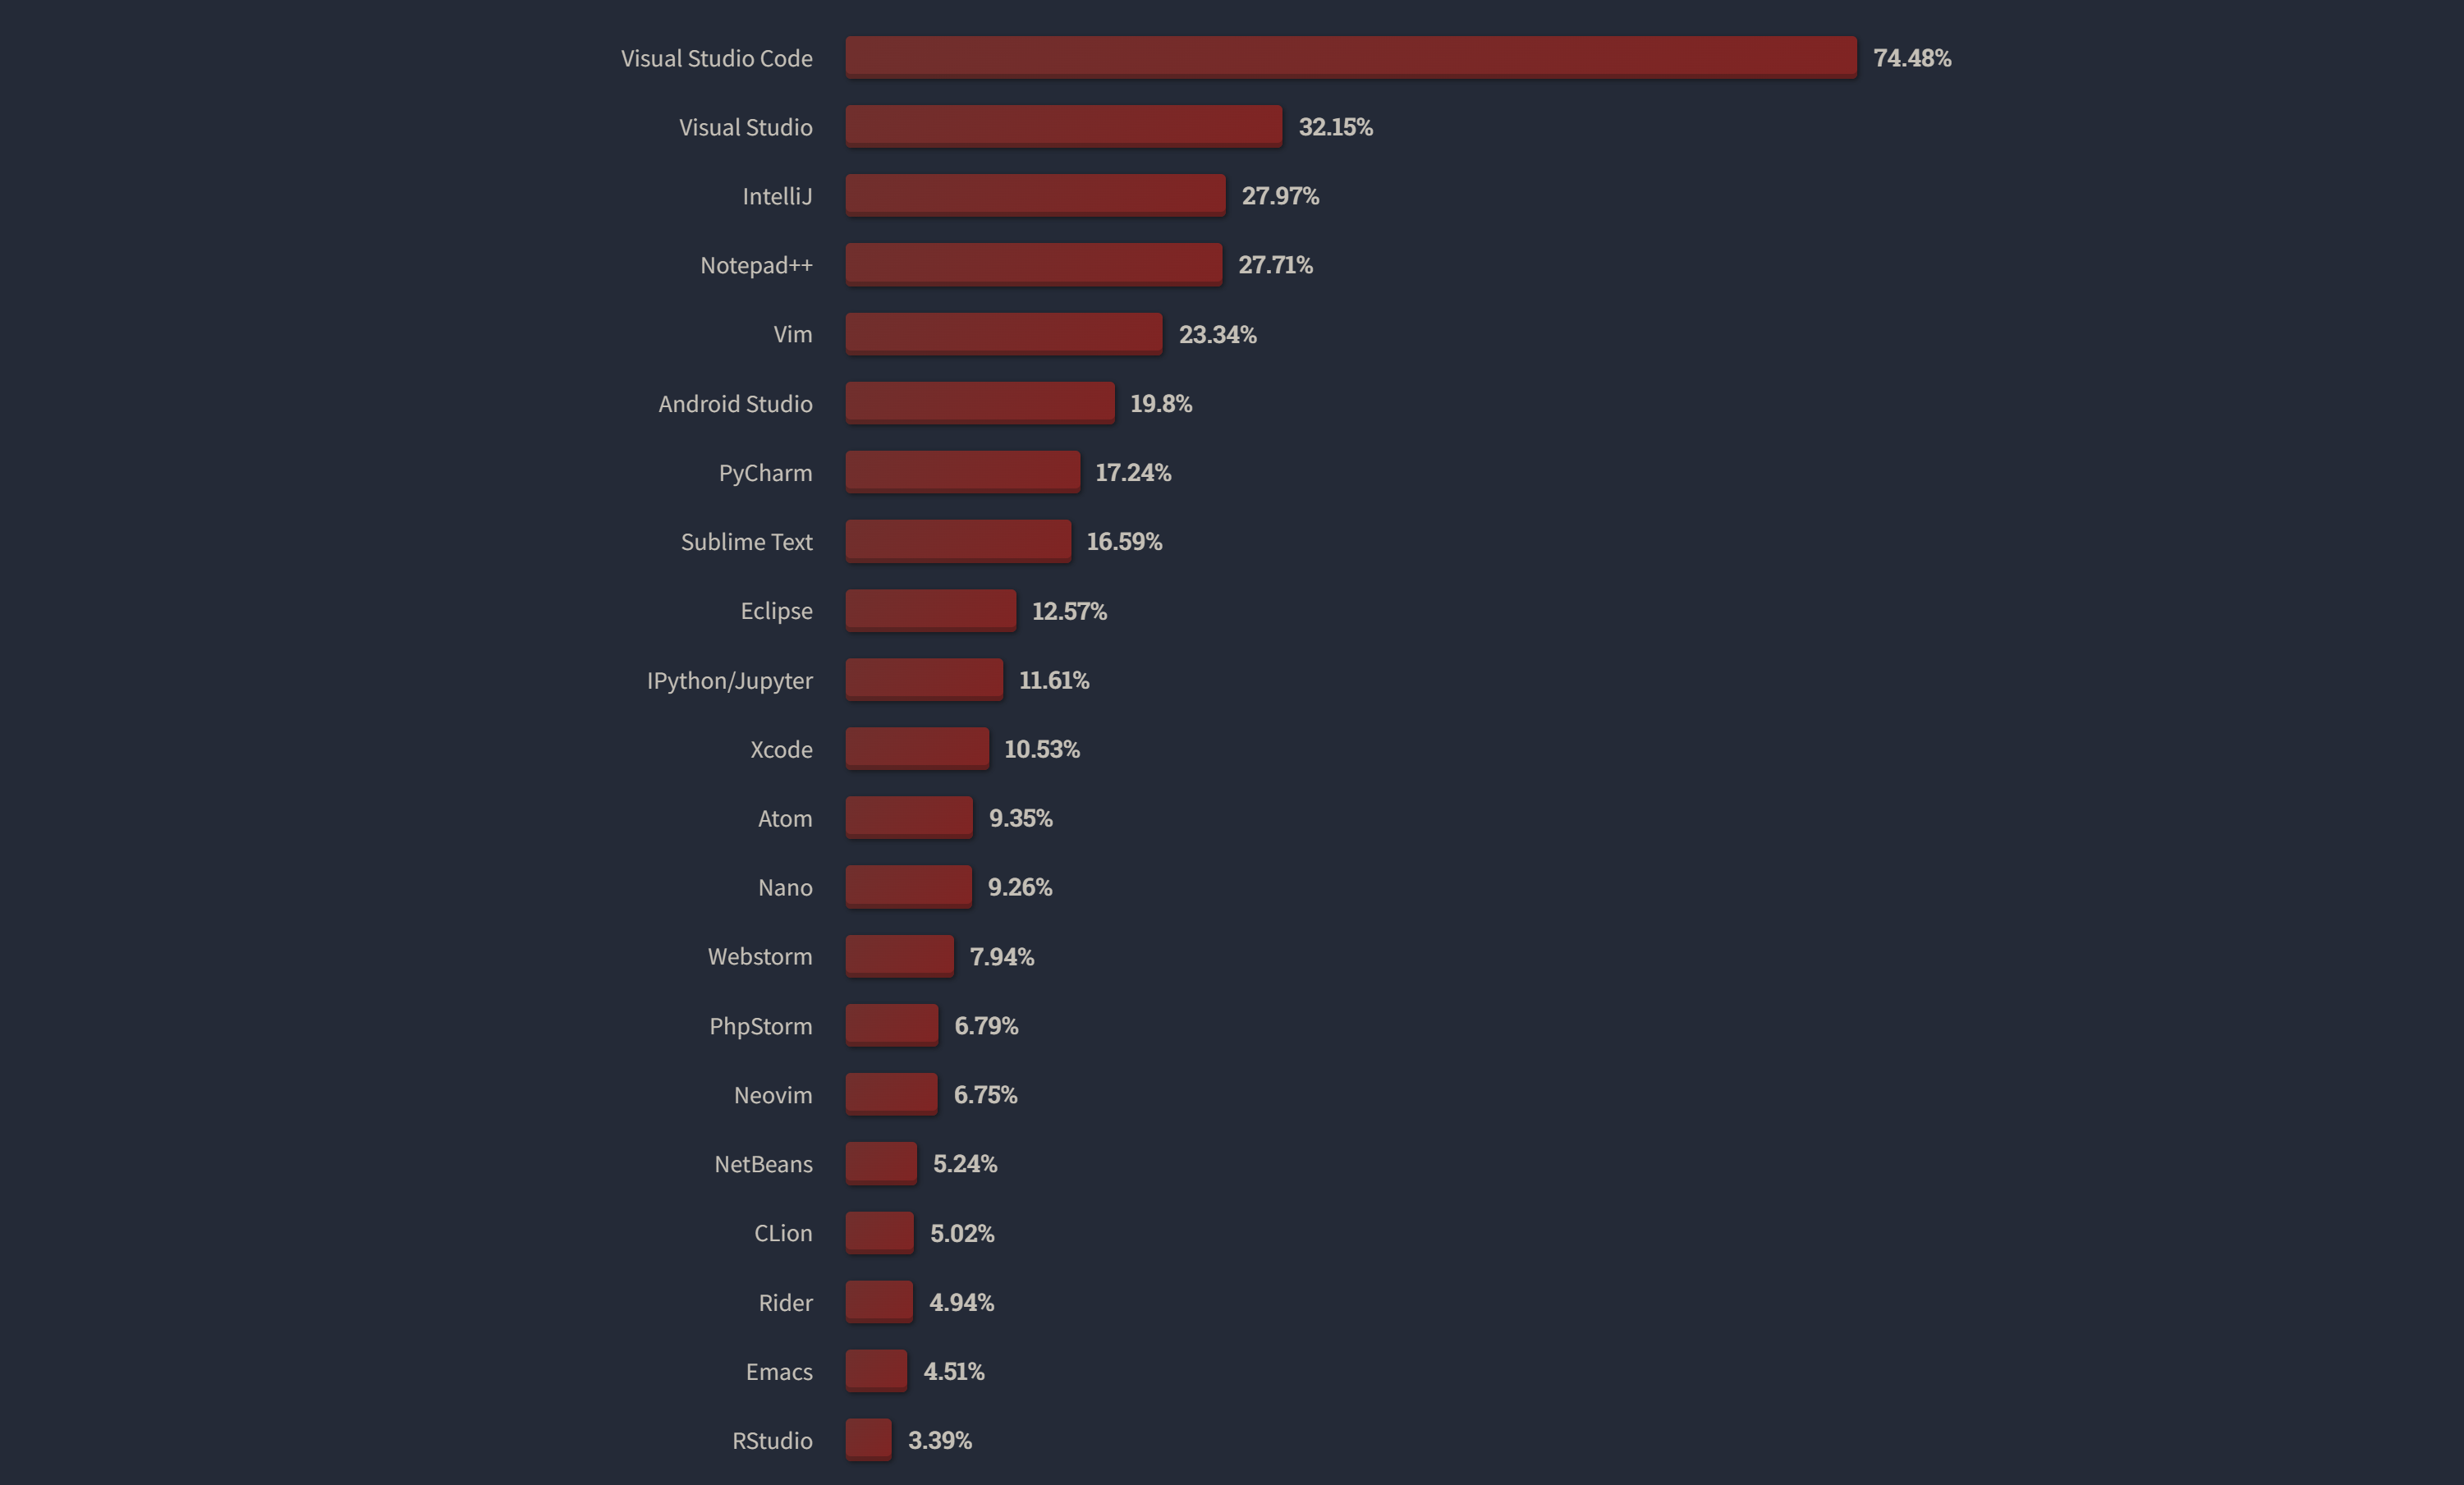 Visual Studio Code 74.48%
Visual Studio 32.15%
IntelliJ 27.97%
Notepad++ 27.71%
Vim 23.34%
Android Studio 19.8%
PyCharm 17.24%
Sublime Text 16.59%
Eclipse 12.57%
IPython/Jupyter 11.61%
Xcode 10.53%
Atom 9.35%
Nano 9.26%
Webstorm 7.94%
PhpStorm 6.79%
Neovim 6.75%
NetBeans 5.24%
CLion 5.02%
Rider 4.94%
Emacs 4.51%
RStudio 3.39%